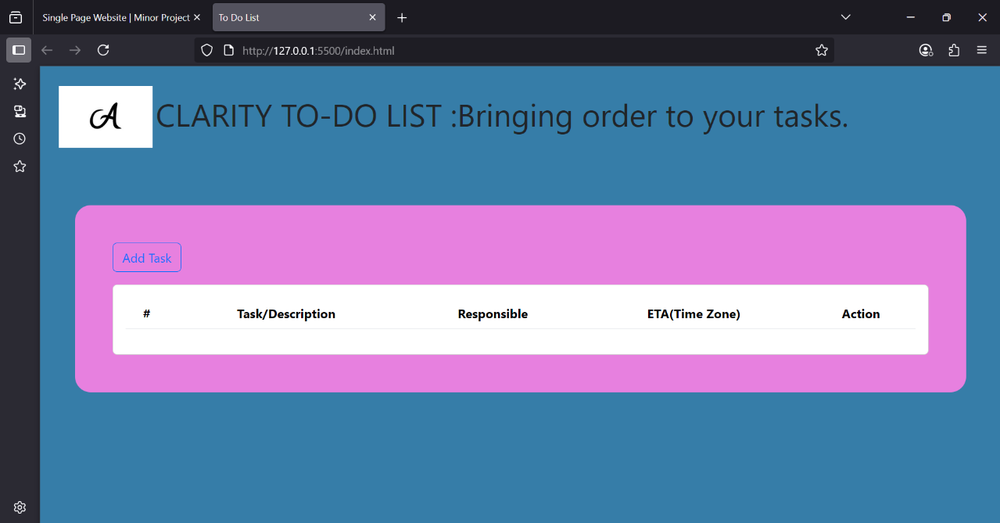 Single Page Website | Minor Project
To Do List
http://127.0.0.1:5500/index.html
A CLARITY TO-DO LIST :Bringing order to your tasks.
Add Task
# Task/Description Responsible ETA(Time Zone) Action